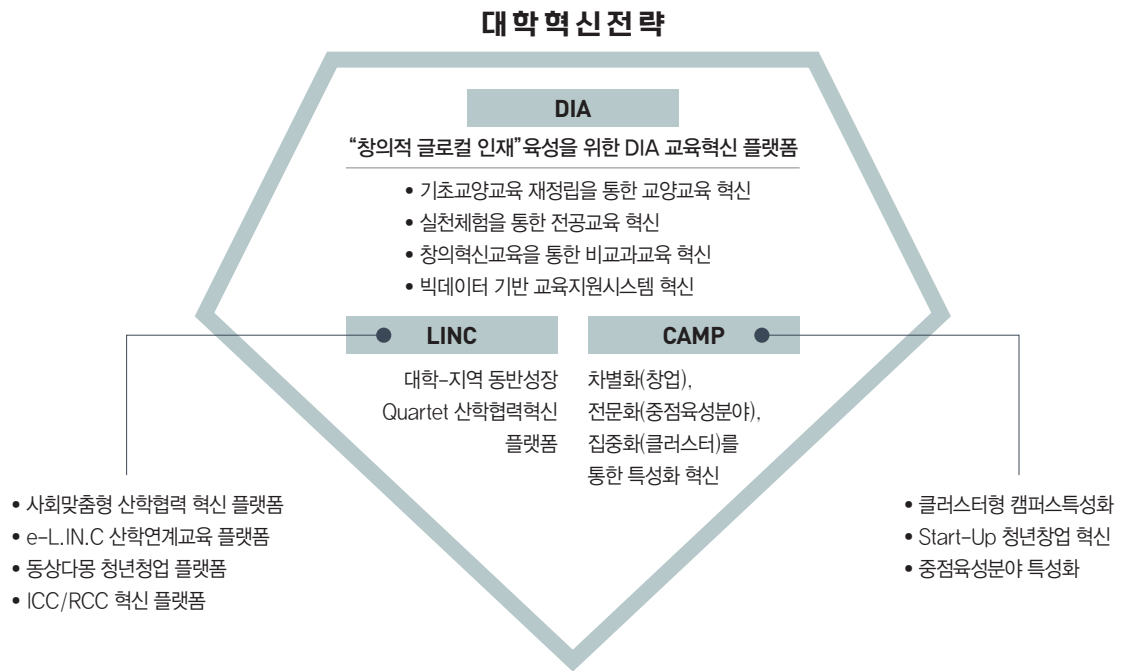 대학혁신전략
DIA
“창의적 글로컬 인재”육성을 위한 DIA 교육혁신 플랫폼
• 기초교양교육 재정립을 통한 교양교육 혁신
• 실천체험을 통한 전공교육 혁신
• 창의혁신교육을 통한 비교과교육 혁신
• 빅데이터 기반 교육지원시스템 혁신
LINC
대학-지역 동반성장
Quartet 산학협력혁신
플랫폼
CAMP
차별화(창업),
전문화(중점육성분야),
집중화(클러스터)를
통한 특성화 혁신
• 사회맞춤형 산학협력 혁신 플랫폼
• e-L.IN.C 산학연계교육 플랫폼
• 동상다몽 청년청업 플랫폼
• ICC/RCC 혁신 플랫폼
• 클러스터형 캠퍼스특성화
• Start-Up 청년창업 혁신
• 중점육성분야 특성화